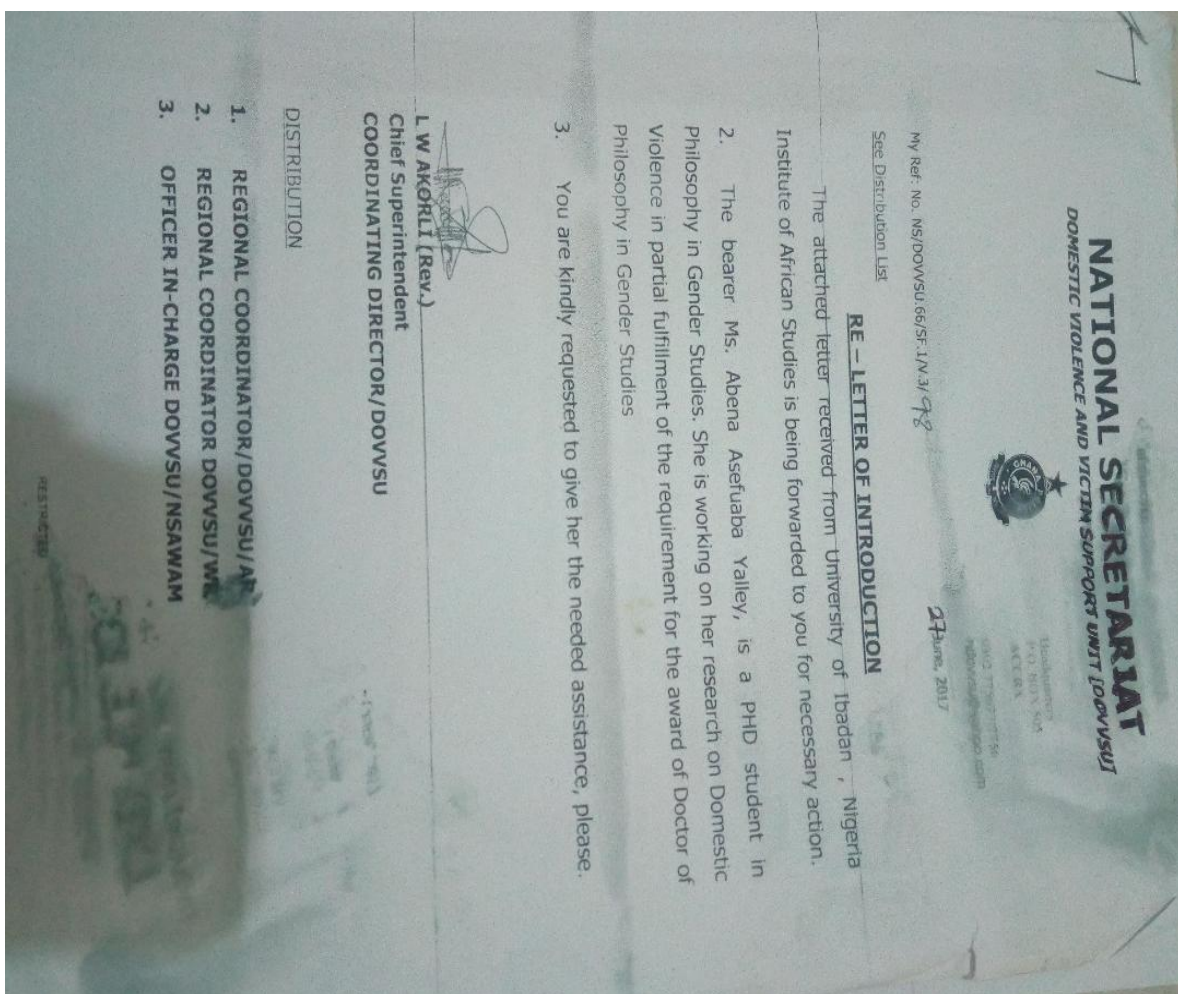 NATIONAL SECRETARIAT
DOMESTIC VIOLENCE AND VICTIM SUPPORT UNIT [DOVVSU]
GHANA
Headquarters
P.O. BOX
ACCRA
My Ref: No. NS/DOVVSU.66/SF.1/V.3/98
27 June, 2017
See Distribution List
RE – LETTER OF INTRODUCTION
The attached letter received from University of Ibadan , Nigeria
Institute of African Studies is being forwarded to you for necessary action.
2. The bearer Ms. Abena Asefuaba Yalley, is a PHD student in
Philosophy in Gender Studies. She is working on her research on Domestic
Violence in partial fulfillment of the requirement for the award of Doctor of
Philosophy in Gender Studies
3. You are kindly requested to give her the needed assistance, please.
L W AKORLI (Rev.)
Chief Superintendent
COORDINATING DIRECTOR/DOVVSU
DISTRIBUTION
1. REGIONAL COORDINATOR/DOVVSU/AR
2. REGIONAL COORDINATOR DOVVSU/WR
3. OFFICER IN-CHARGE DOVVSU/NSAWAM
RESTRICTED